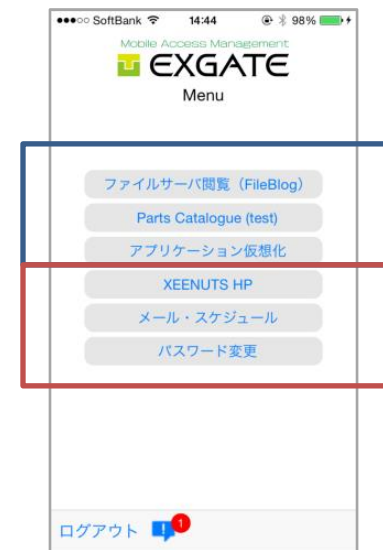 SoftBank 14:44 98%
Mobile Access Management
EXGATE
Menu
ファイルサーバ閲覧（FileBlog）
Parts Catalogue (test)
アプリケーション仮想化
XEENUTS HP
メール・スケジュール
パスワード変更
ログアウト ! 1